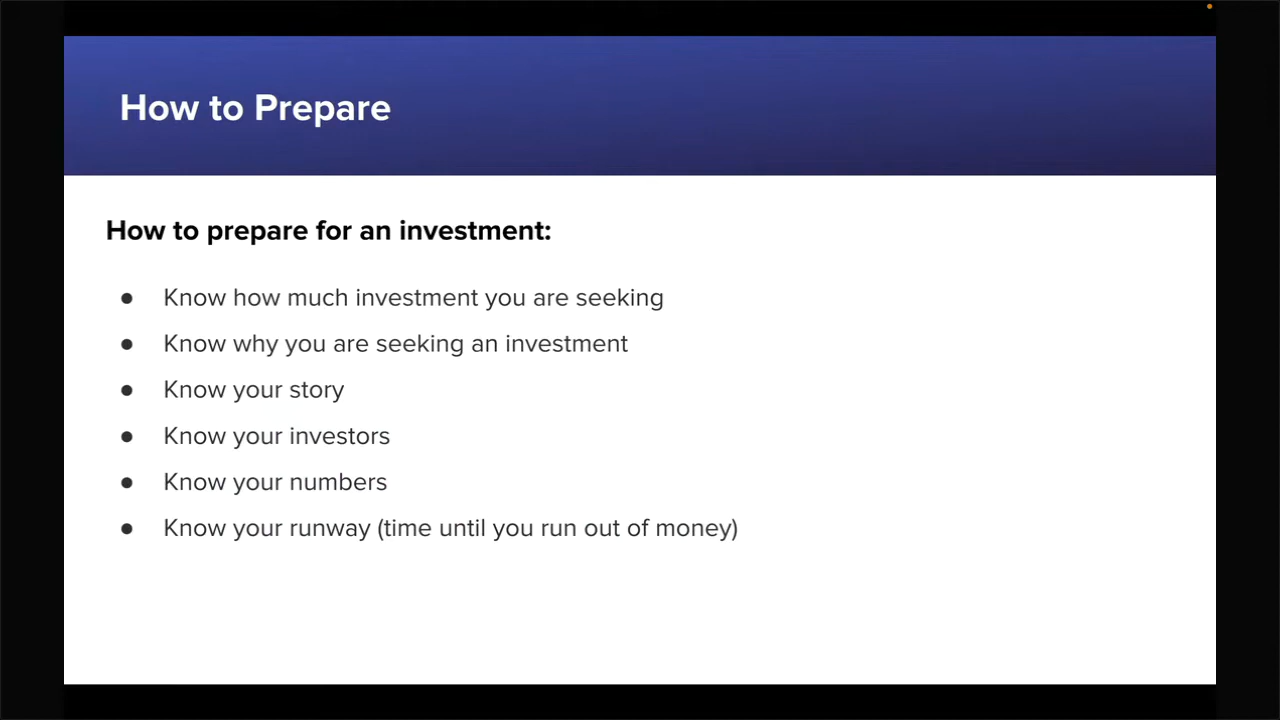 How to Prepare
How to prepare for an investment:
● Know how much investment you are seeking
● Know why you are seeking an investment
● Know your story
● Know your investors
● Know your numbers
● Know your runway (time until you run out of money)